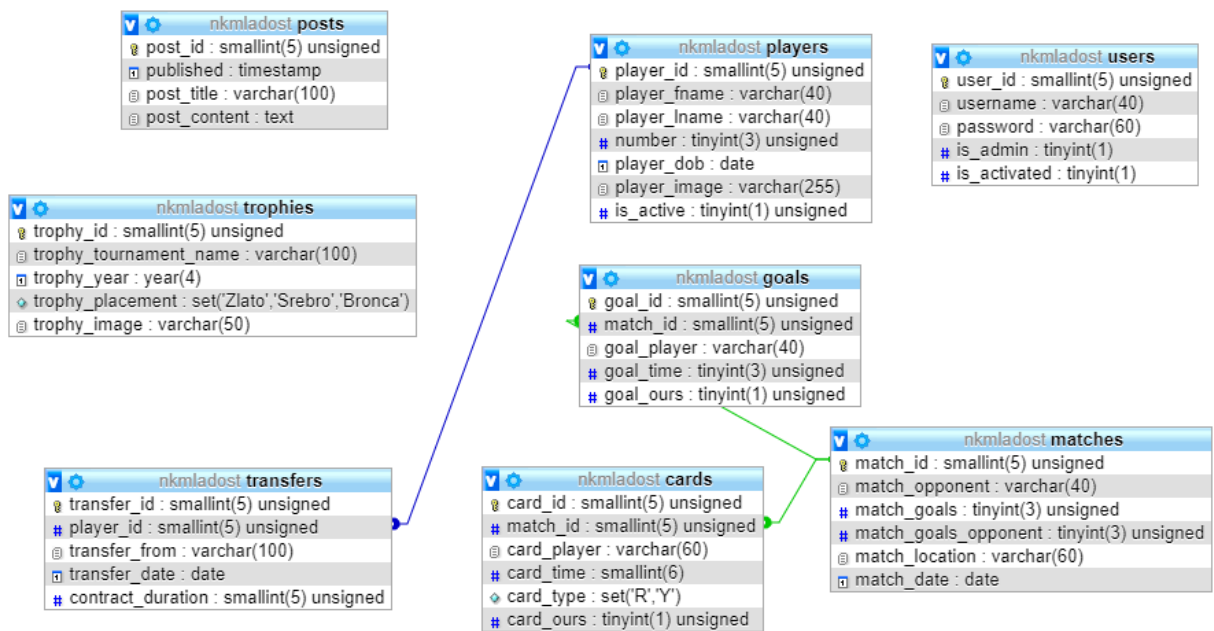 nkmladost posts
post_id : smallint(5) unsigned
published : timestamp
post_title : varchar(100)
post_content : text
nkmladost players
player_id : smallint(5) unsigned
player_fname : varchar(40)
player_lname : varchar(40)
number : tinyint(3) unsigned
player_dob : date
player_image : varchar(255)
is_active : tinyint(1) unsigned
nkmladost users
user_id : smallint(5) unsigned
username : varchar(40)
password : varchar(60)
is_admin : tinyint(1)
is_activated : tinyint(1)
nkmladost trophies
trophy_id : smallint(5) unsigned
trophy_tournament_name : varchar(100)
trophy_year : year(4)
trophy_placement : set('Zlato','Srebro','Bronca')
trophy_image : varchar(50)
nkmladost goals
goal_id : smallint(5) unsigned
match_id : smallint(5) unsigned
goal_player : varchar(40)
goal_time : tinyint(3) unsigned
goal_ours : tinyint(1) unsigned
nkmladost transfers
transfer_id : smallint(5) unsigned
player_id : smallint(5) unsigned
transfer_from : varchar(100)
transfer_date : date
contract_duration : smallint(5) unsigned
nkmladost cards
card_id : smallint(5) unsigned
match_id : smallint(5) unsigned
card_player : varchar(60)
card_time : smallint(6)
card_type : set('R','Y')
card_ours : tinyint(1) unsigned
nkmladost matches
match_id : smallint(5) unsigned
match_opponent : varchar(40)
match_goals : tinyint(3) unsigned
match_goals_opponent : tinyint(3) unsigned
match_location : varchar(60)
match_date : date